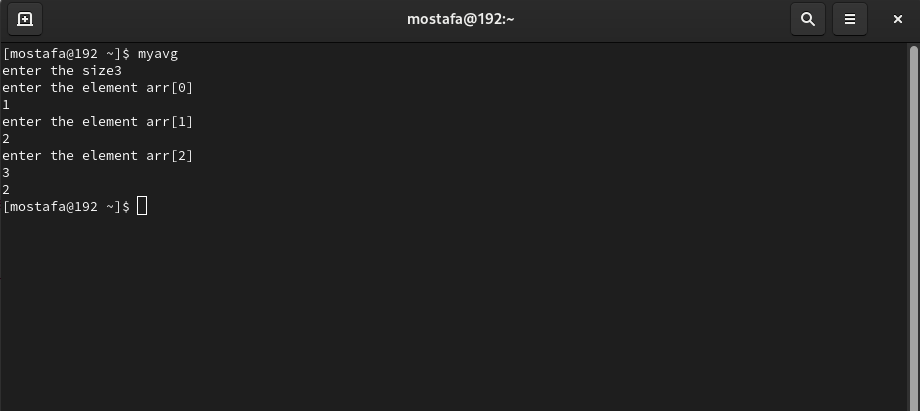 mostafa@192:~
[mostafa@192 ~]$ myavg
enter the size3
enter the element arr[0]
1
enter the element arr[1]
2
enter the element arr[2]
3
2
[mostafa@192 ~]$